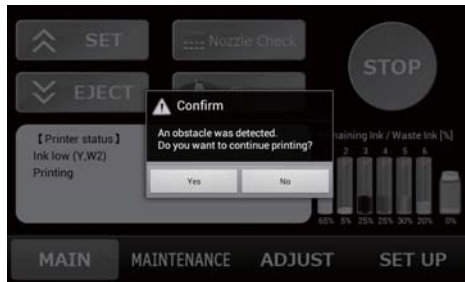 SET
Nozzle Check
STOP
EJECT
Confirm
An obstacle was detected.
Do you want to continue printing?
Yes
No
【Printer status】
Ink low (Y,W2)
Printing
aining Ink / Waste Ink [%]
2 3 4 5 6
65% 5% 25% 25% 30% 20% 0%
MAIN MAINTENANCE ADJUST SET UP